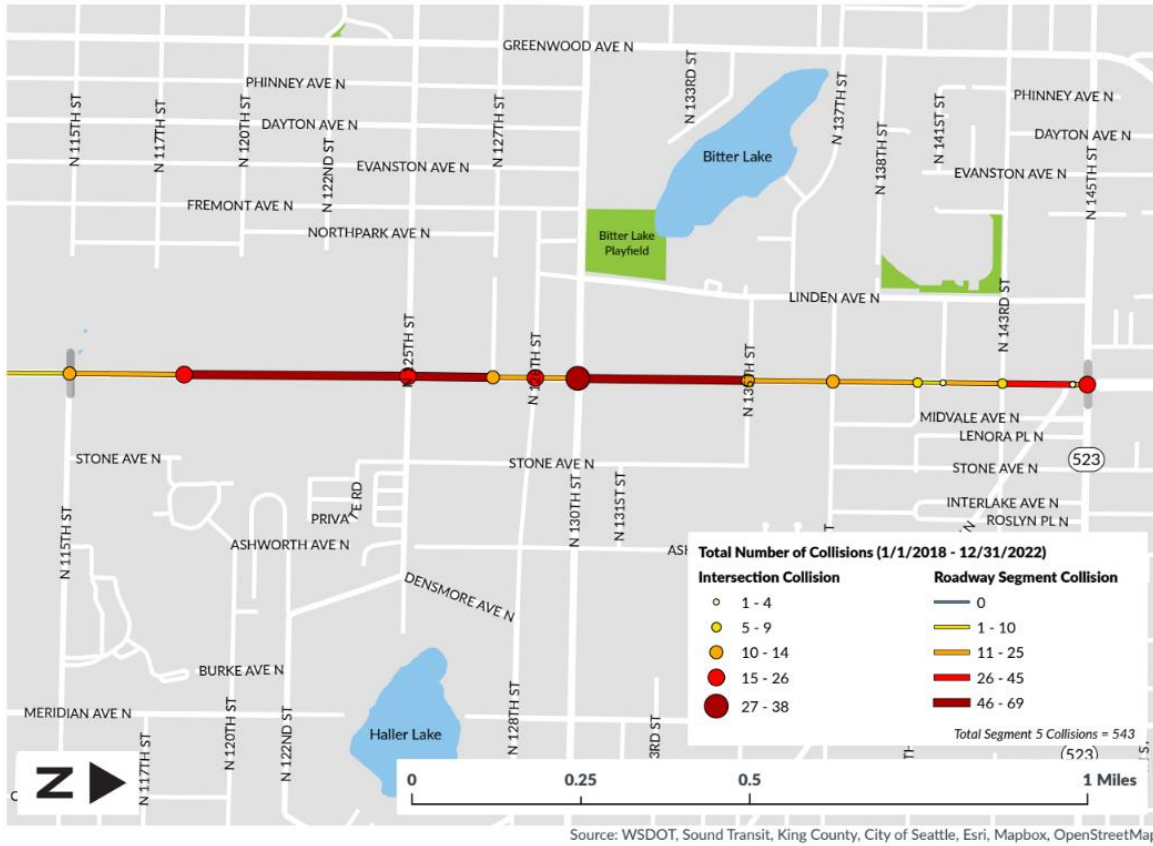 GREENWOOD AVE N
PHINNEY AVE N
N 133RD ST
N 137TH ST
PHINNEY AVE N
N 115TH ST
N 117TH ST
N 120TH ST
DAYTON AVE N
N 127TH ST
N 141ST ST
DAYTON AVE N
N 122ND ST
EVANSTON AVE N
Bitter Lake
N 138TH ST
EVANSTON AVE N
N 145TH ST
FREMONT AVE N
NORTHPARK AVE N
Bitter Lake
Playfield
LINDEN AVE N
N 143RD ST
N 125TH ST
MIDVALE AVE N
LENORA PL N
STONE AVE N
STONE AVE N
STONE AVE N
523
N 115TH ST
PRIVATE RD
N 130TH ST
N 131ST ST
INTERLAKE AVE N
ROSLYN PL N
ASHWORTH AVE N
DENSMORE AVE N
BURKE AVE N
MERIDIAN AVE N
N 117TH ST
N 120TH ST
N 122ND ST
Haller Lake
N 128TH ST
3RD ST
Total Number of Collisions (1/1/2018 - 12/31/2022)
Intersection Collision
1 - 4
5 - 9
10 - 14
15 - 26
27 - 38
Roadway Segment Collision
0
1 - 10
11 - 25
26 - 45
46 - 69
Total Segment 5 Collisions = 543
N
0 0.25 0.5 1 Miles
Source: WSDOT, Sound Transit, King County, City of Seattle, Esri, Mapbox, OpenStreetMap